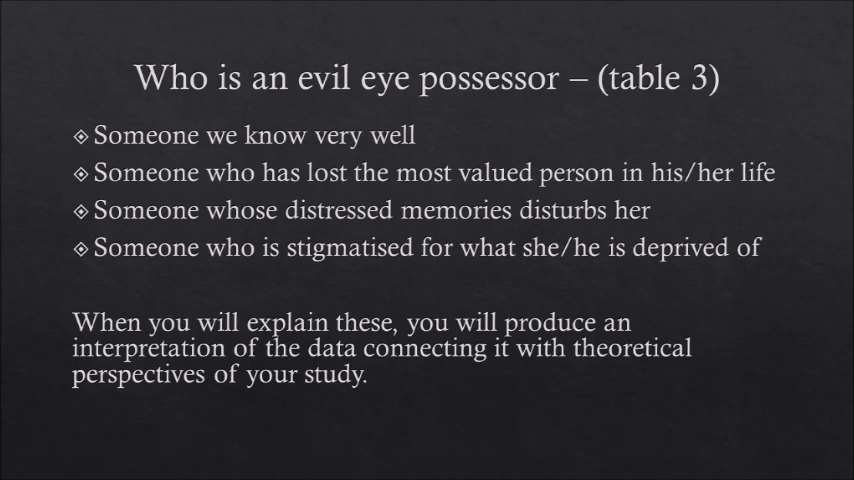 Who is an evil eye possessor – (table 3)
Someone we know very well
Someone who has lost the most valued person in his/her life
Someone whose distressed memories disturbs her
Someone who is stigmatised for what she/he is deprived of
When you will explain these, you will produce an
interpretation of the data connecting it with theoretical
perspectives of your study.